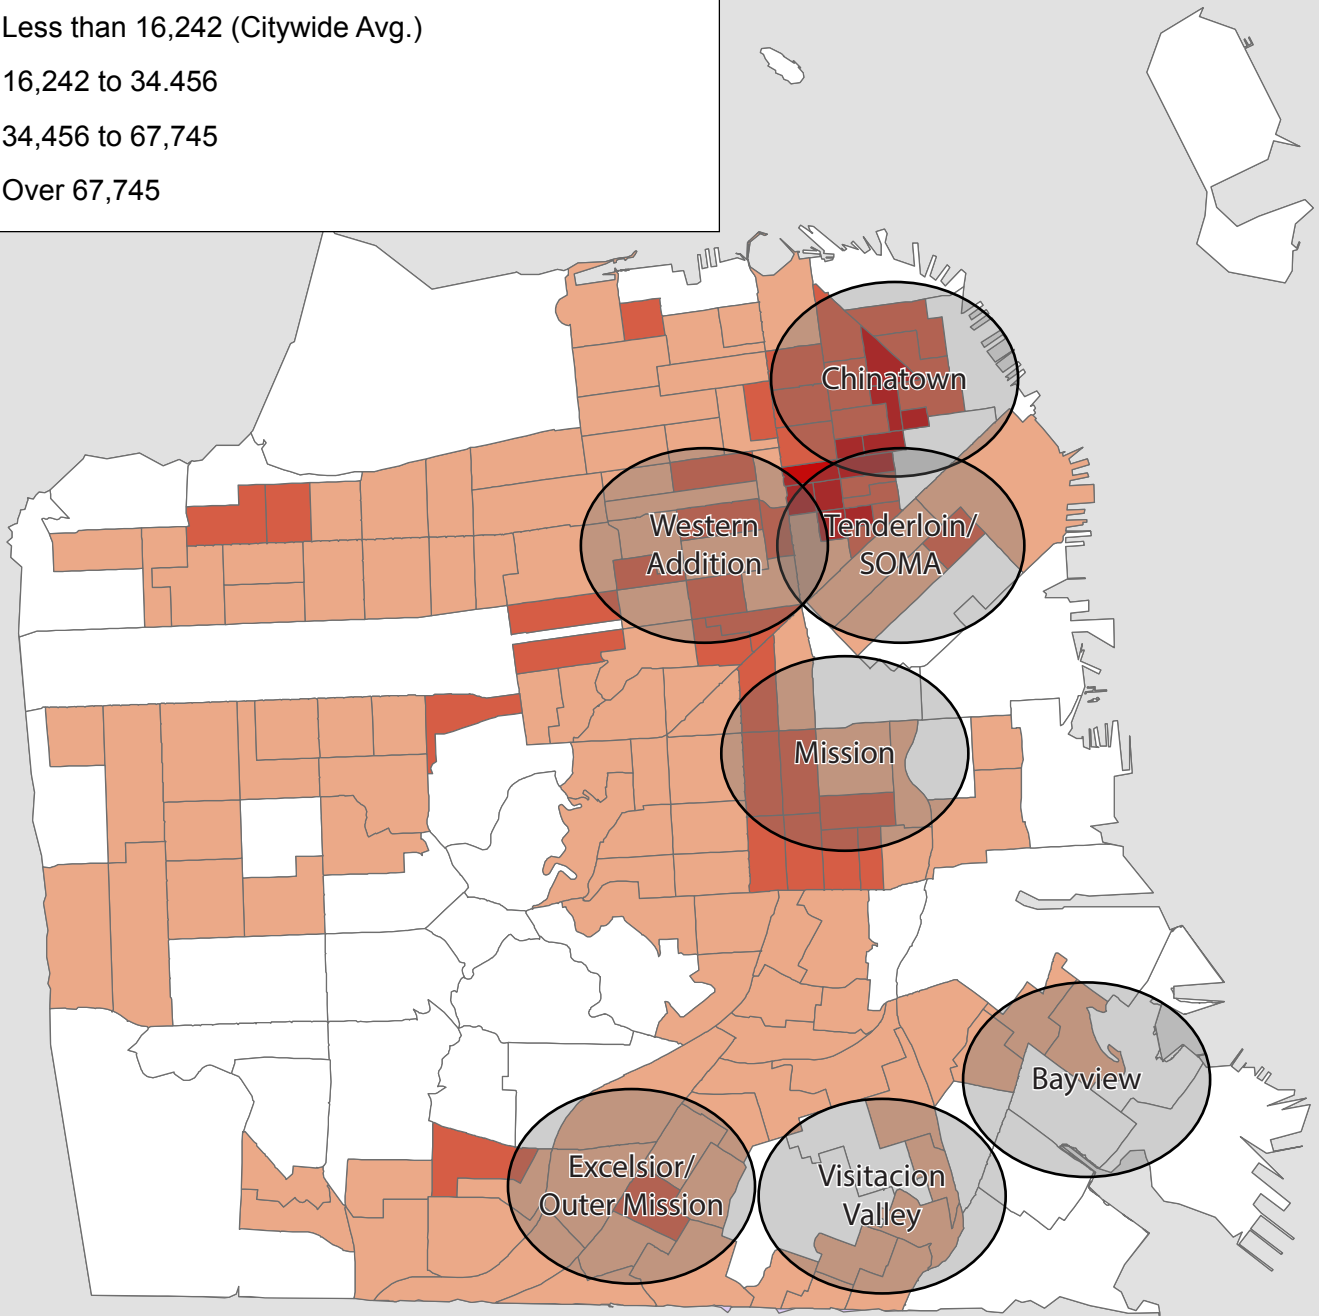 Less than 16,242 (Citywide Avg.)
16,242 to 34.456
34,456 to 67,745
Over 67,745
Chinatown
Western
Addition
Tenderloin/
SOMA
Mission
Bayview
Excelsior/
Outer Mission
Visitacion
Valley